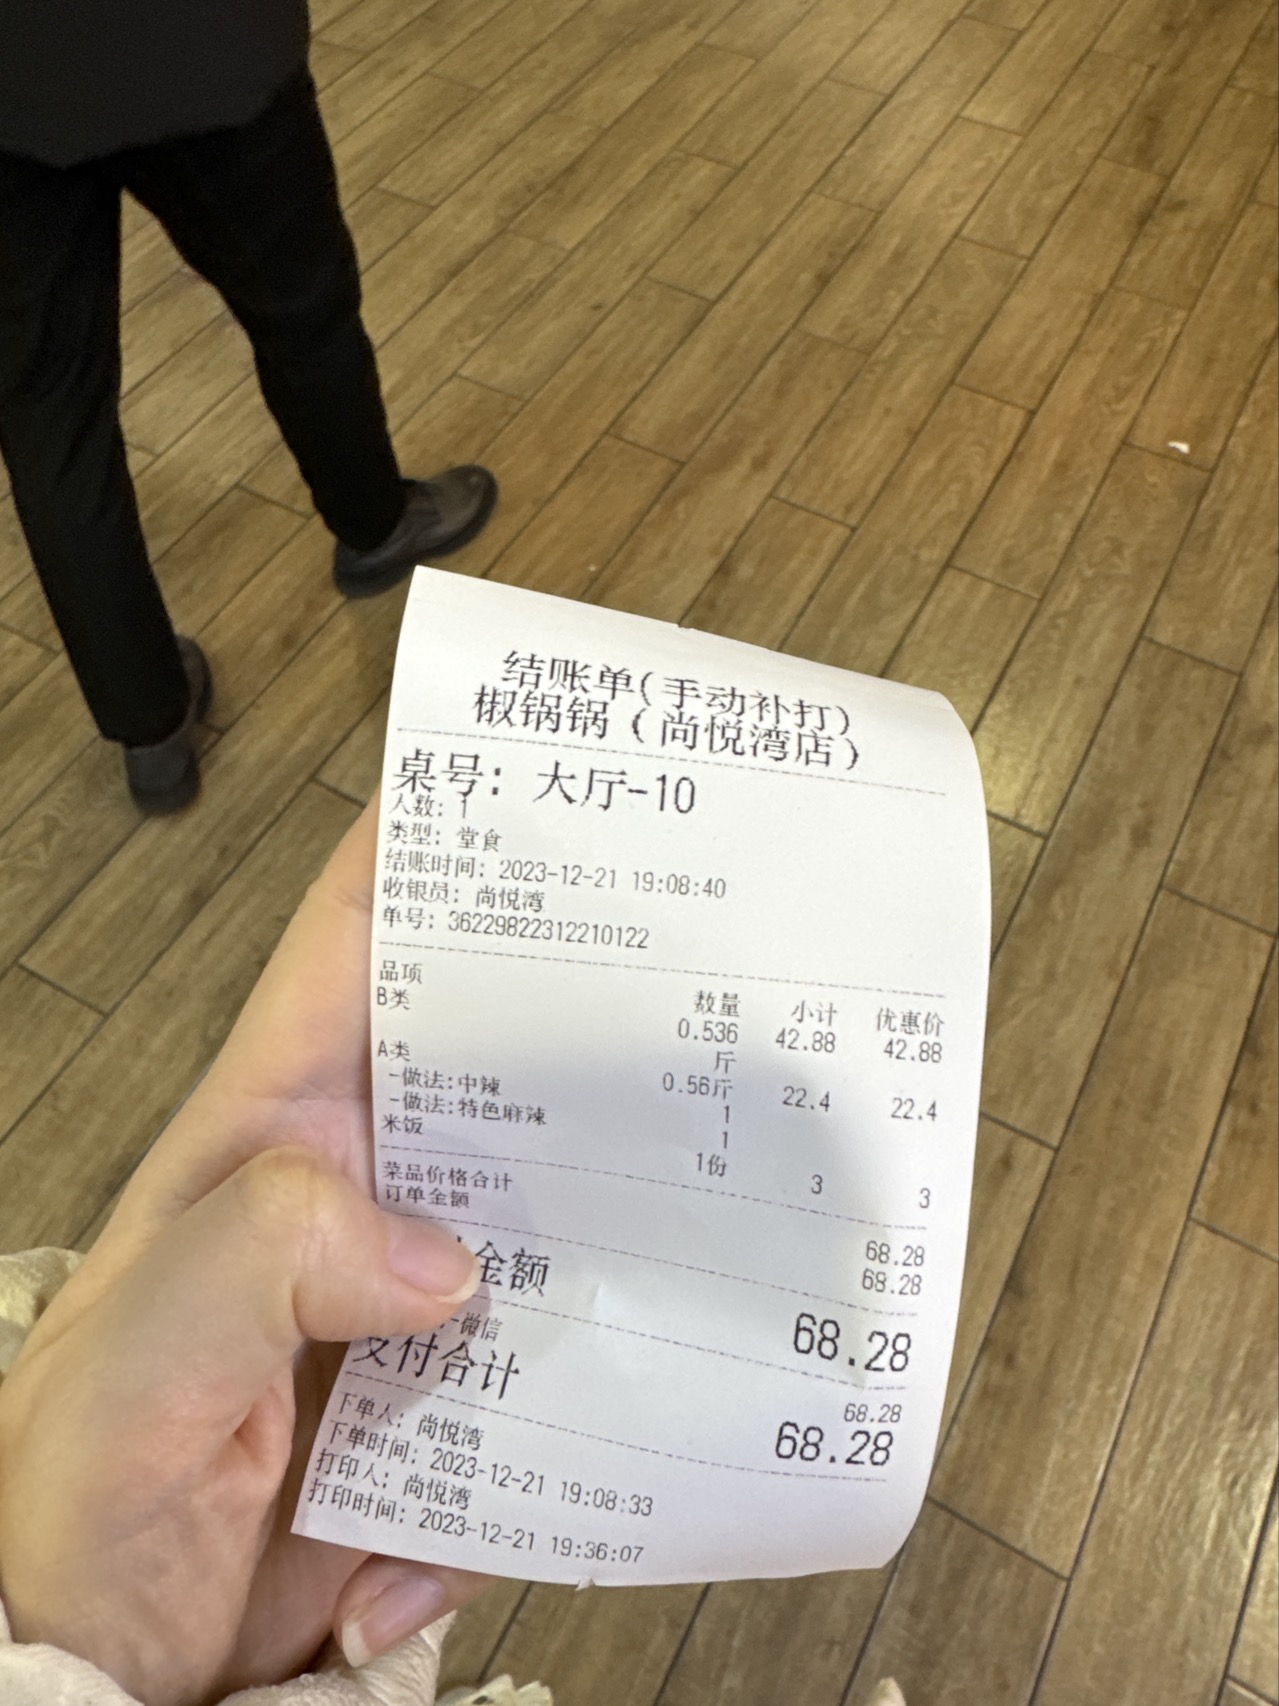 结账单(手动补打)
椒锅锅（尚悦湾店）
桌号: 大厅-10
人数: 1
类型: 堂食
结账时间: 2023-12-21 19:08:40
收银员: 尚悦湾
单号: 36229822312210122
品项 数量 小计 优惠价
B类 0.536斤 42.88 42.88
A类 0.56斤 22.4 22.4
-做法:中辣 1
-做法:特色麻辣 1
米饭 1份 3 3
菜品价格合计 68.28
订单金额 68.28
金额 68.28
-微信 68.28
支付合计 68.28
下单人: 尚悦湾
下单时间: 2023-12-21 19:08:33
打印人: 尚悦湾
打印时间: 2023-12-21 19:36:07